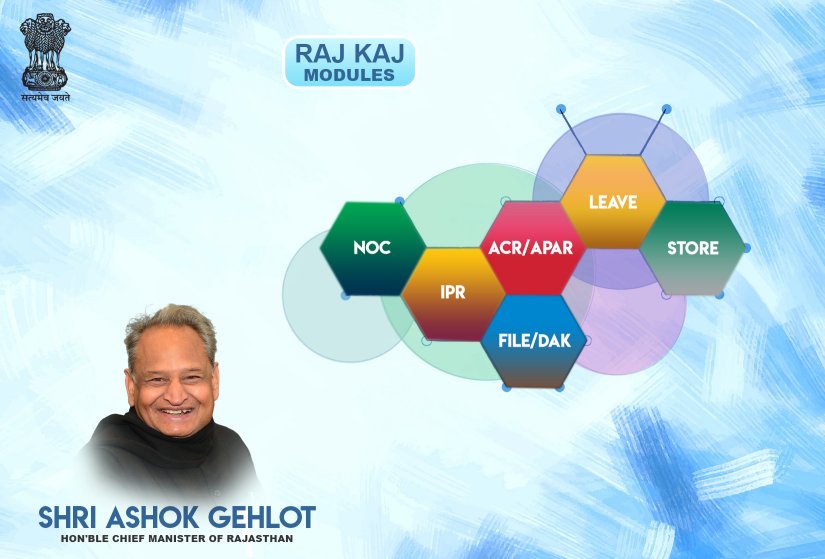 सत्यमेव जयते
RAJ KAJ
MODULES
LEAVE
NOC
ACR/APAR
STORE
IPR
FILE/DAK
SHRI ASHOK GEHLOT
HON'BLE CHIEF MANISTER OF RAJASTHAN